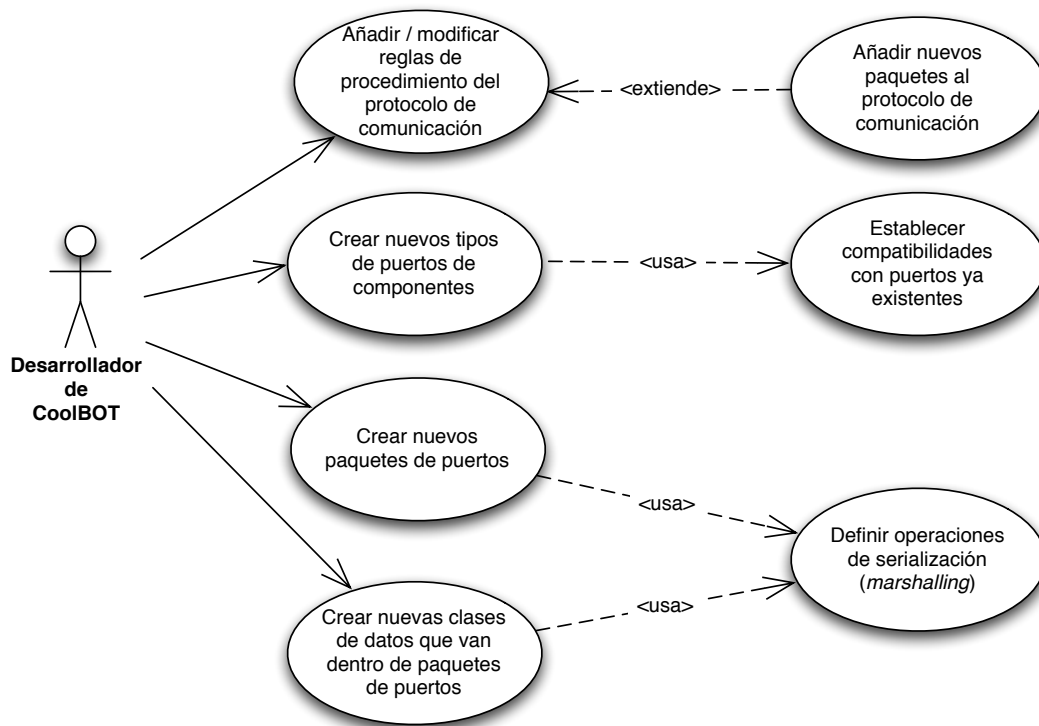 Añadir / modificar
reglas de
procedimiento del
protocolo de
comunicación
<extiende>
Añadir nuevos
paquetes al
protocolo de
comunicación
Crear nuevos tipos
de puertos de
componentes
<usa>
Establecer
compatibilidades
con puertos ya
existentes
Desarrollador
de
CoolBOT
Crear nuevos
paquetes de puertos
<usa>
Definir operaciones
de serialización
(marshalling)
<usa>
Crear nuevas clases
de datos que van
dentro de paquetes
de puertos